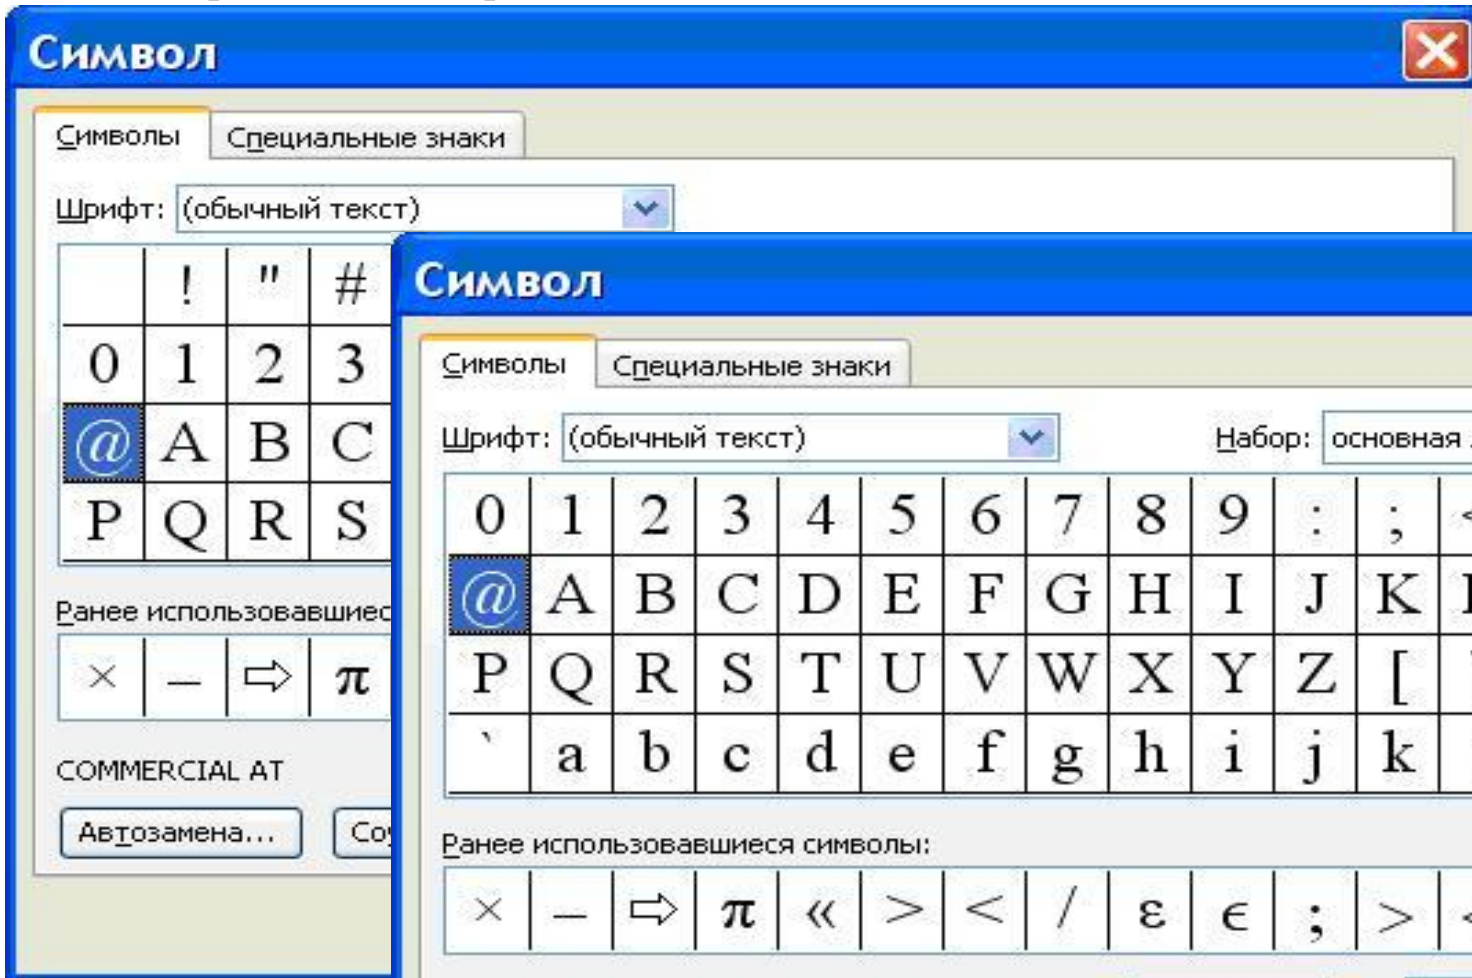 Символ
Символы Специальные знаки
Шрифт: (обычный текст)
! " #
0 1 2 3
@ A B C
P Q R S
Ранее использовавшиес
× – ⇨ π
COMMERCIAL AT
Автозамена...
Символ
Символы Специальные знаки
Шрифт: (обычный текст) Набор: основная
0 1 2 3 4 5 6 7 8 9 : ; <
@ A B C D E F G H I J K
P Q R S T U V W X Y Z [
` a b c d e f g h i j k
Ранее использовавшиеся символы:
× – ⇨ π « > < / ε ϵ ; >